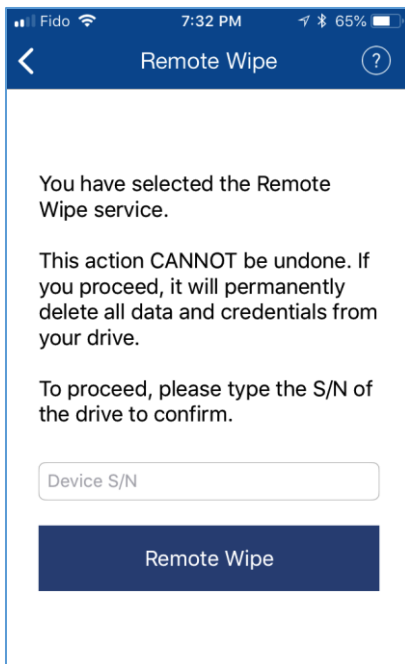 Fido 7:32 PM 65%
Remote Wipe ?
You have selected the Remote
Wipe service.
This action CANNOT be undone. If
you proceed, it will permanently
delete all data and credentials from
your drive.
To proceed, please type the S/N of
the drive to confirm.
Device S/N
Remote Wipe